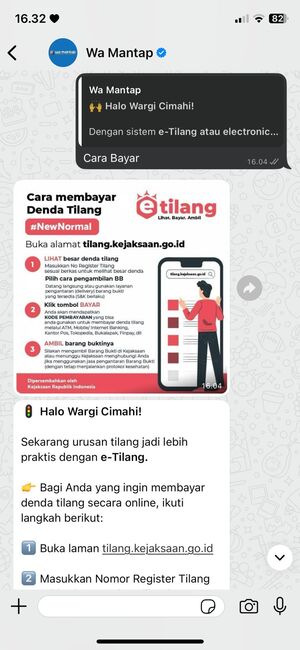 16.32
82
Wa Mantap
Wa Mantap
🙌 Halo Wargi Cimahi!
Dengan sistem e-Tilang atau electronic...
Cara Bayar
16.04
Cara membayar
Denda Tilang
#NewNormal
etilang
Lihat. Bayar. Ambil
Buka alamat tilang.kejaksaan.go.id
1
LIHAT besar denda tilang
Masukkan No Register Tilang
sesuai berkas untuk melihat besar denda
Pilih cara pengambilan BB
Datang langsung atau gunakan layanan
pengantaran (delivery) barang bukti
yang tersedia (S&K berlaku)
2
Klik tombol BAYAR
Anda akan mendapatkan
KODE PEMBAYARAN yang bisa
anda gunakan untuk membayar denda tilang
melalui ATM, Mobile/ Internet Banking,
Kantor Pos, Tokopedia, Bukalapak, Finpay, dll
3
AMBIL barang buktinya
Silakan mengambil Barang Bukti di Kejaksaan
atau menunggu Kejaksaan menghubungi Anda
jika menggunakan jasa pengantaran Barang Bukti
(dengan tetap menjalankan protokol kesehatan)
tilang.kejaksaan.go.id
Dipersembahkan oleh
Kejaksaan Republik Indonesia
16.04
🚦 Halo Wargi Cimahi!
Sekarang urusan tilang jadi lebih
praktis dengan e-Tilang.
👉 Bagi Anda yang ingin membayar
denda tilang secara online, ikuti
langkah berikut:
1️⃣ Buka laman tilang.kejaksaan.go.id
2️⃣ Masukkan Nomor Register Tilang